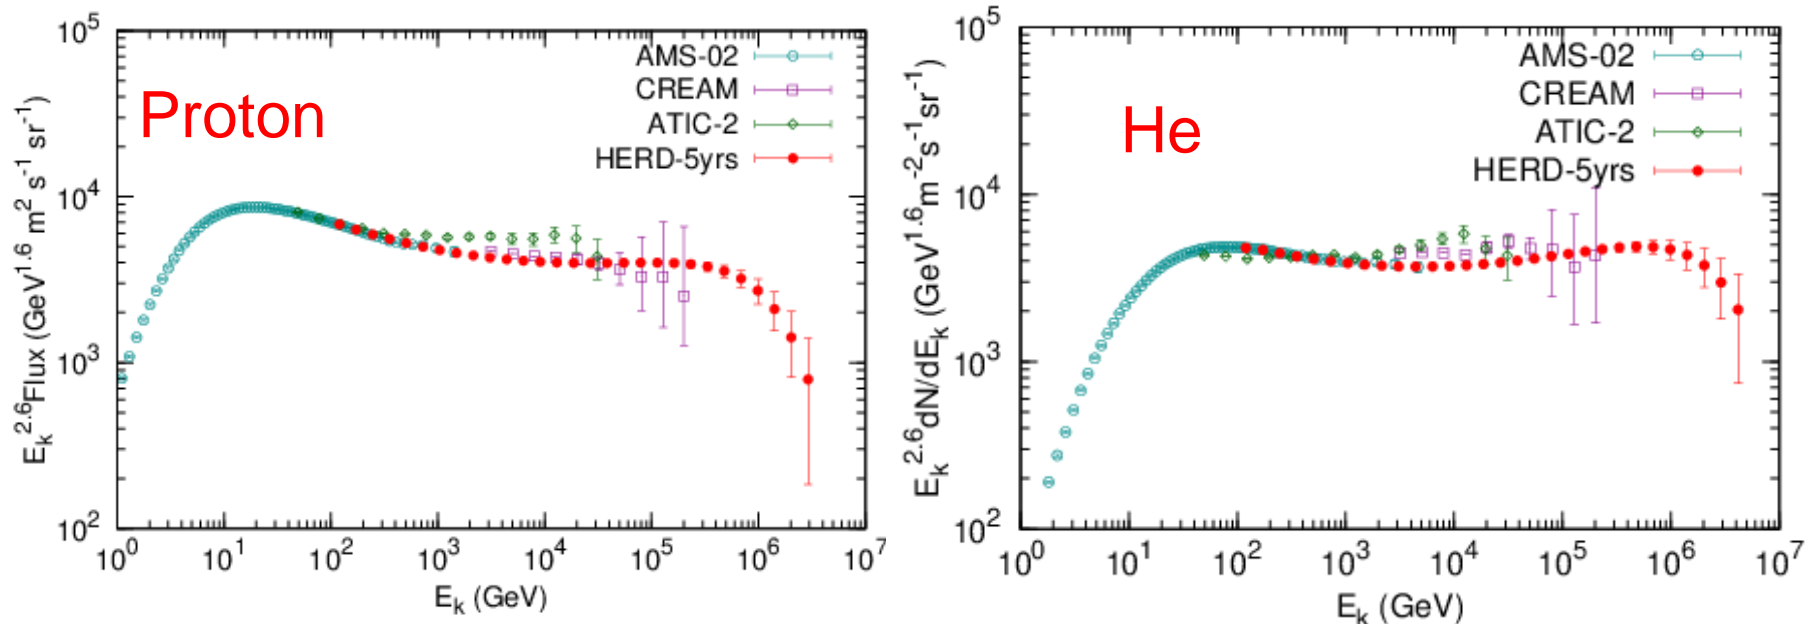 Proton
AMS-02
CREAM
ATIC-2
HERD-5yrs
E_k^2.6 Flux (GeV^1.6 m^2 s^-1 sr^-1)
10^5
10^4
10^3
10^2
10^0 10^1 10^2 10^3 10^4 10^5 10^6 10^7
E_k (GeV)
He
AMS-02
CREAM
ATIC-2
HERD-5yrs
E_k^2.6 dN/dE_k (GeV^1.6 m^-2 s^-1 sr^-1)
10^5
10^4
10^3
10^2
10^0 10^1 10^2 10^3 10^4 10^5 10^6 10^7
E_k (GeV)